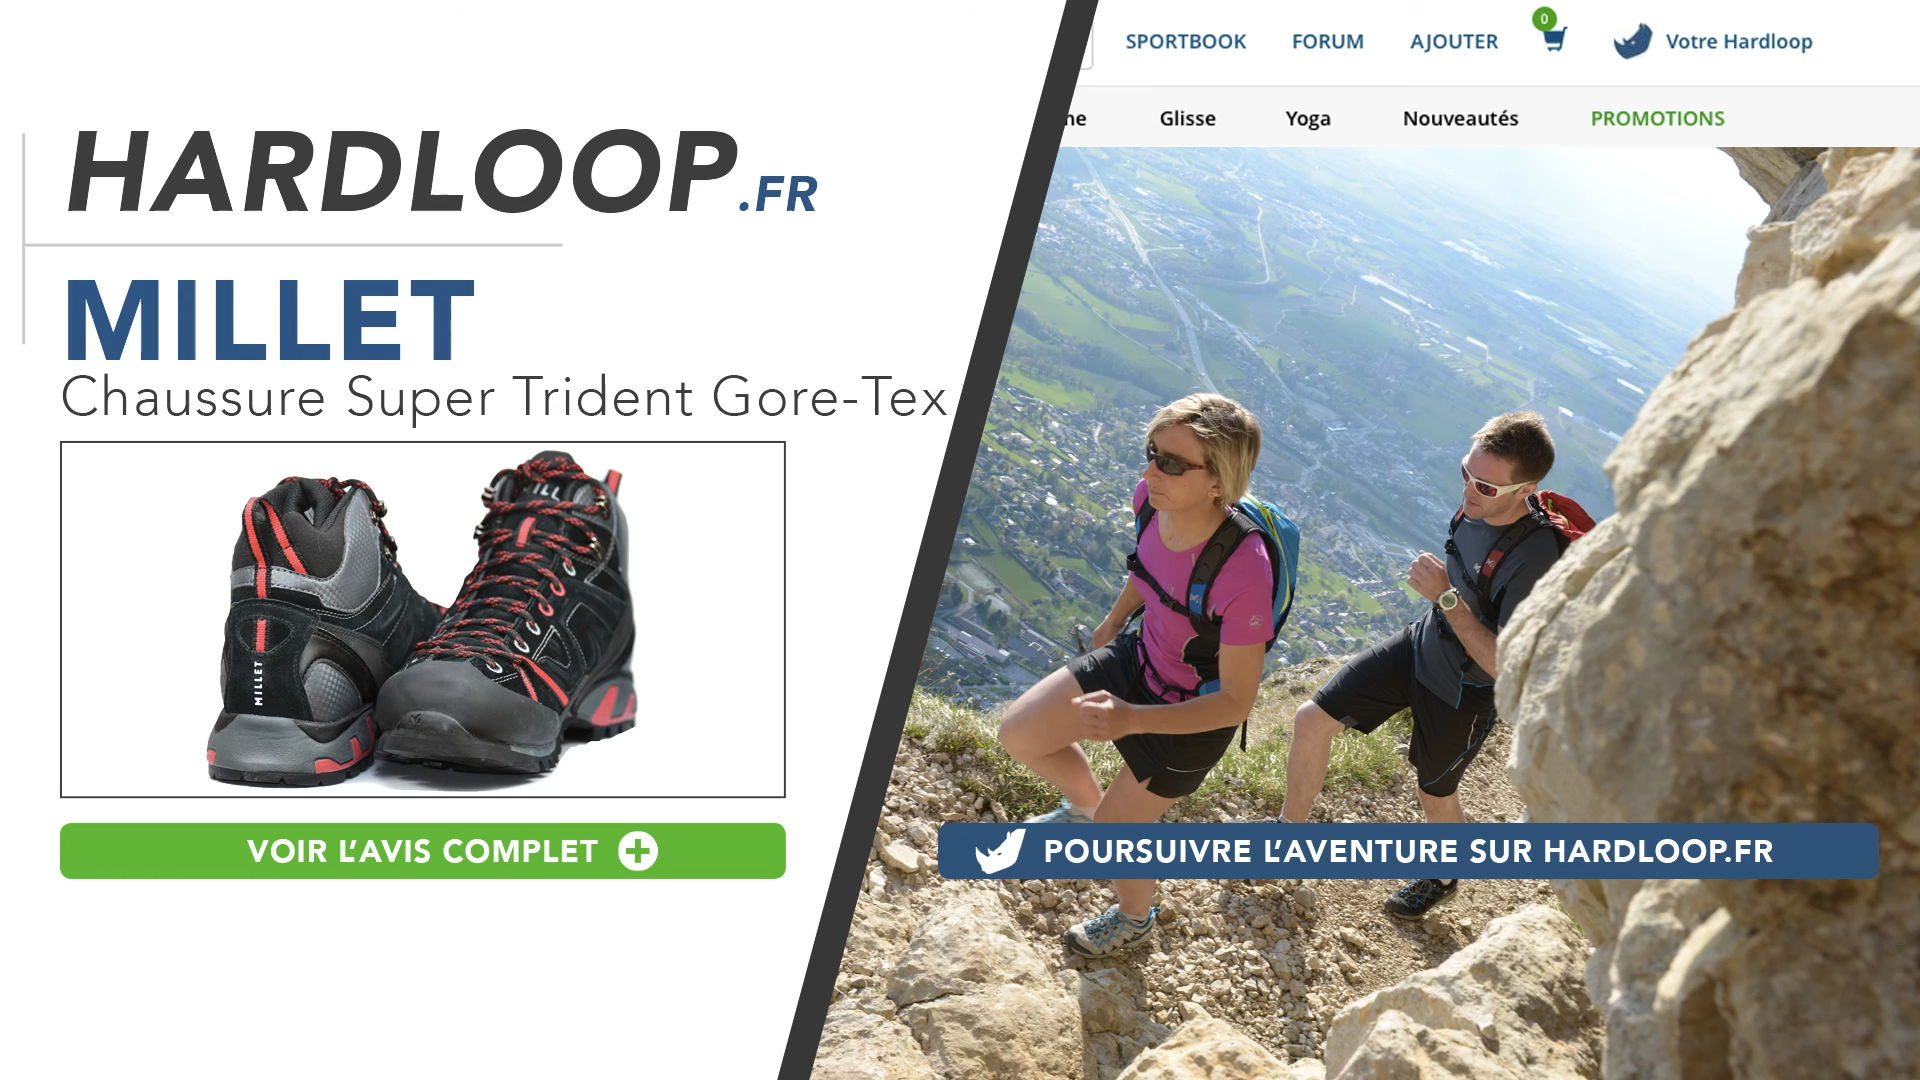 HARDLOOP.FR
MILLET
Chaussure Super Trident Gore-Tex
MILLET
VOIR L’AVIS COMPLET
SPORTBOOK FORUM AJOUTER 0 Votre Hardloop
Glisse Yoga Nouveautés PROMOTIONS
POURSUIVRE L’AVENTURE SUR HARDLOOP.FR